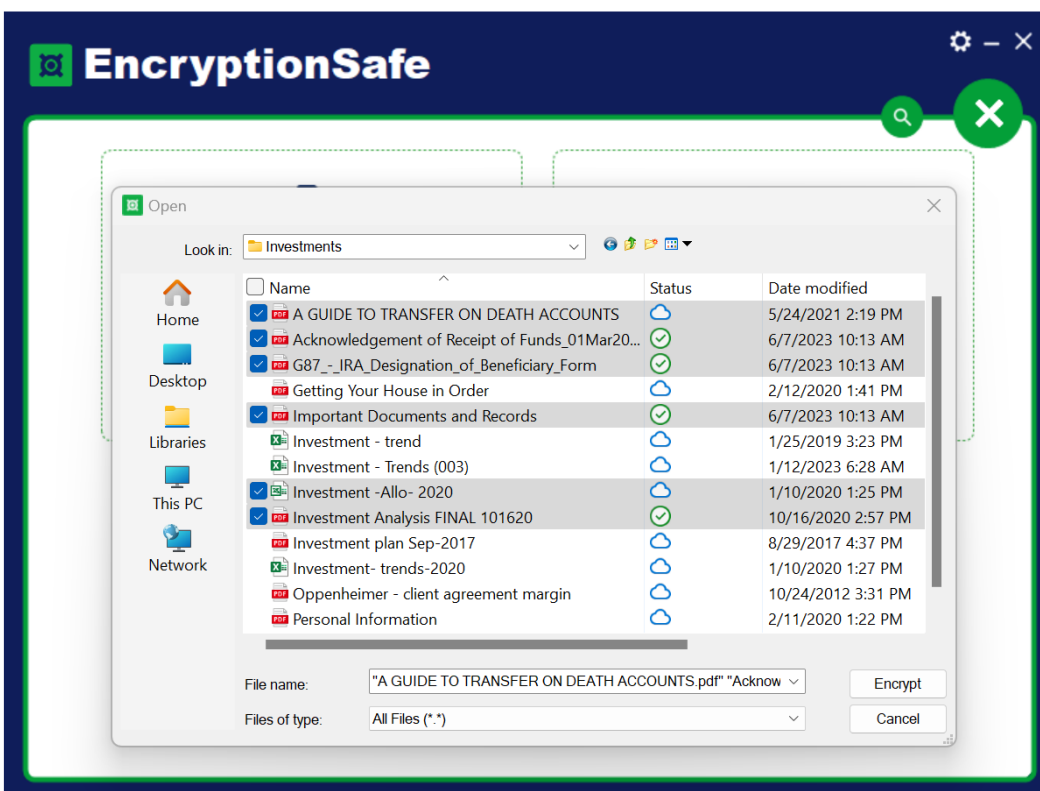 EncryptionSafe
Open
Look in: Investments
Name Status Date modified
A GUIDE TO TRANSFER ON DEATH ACCOUNTS 5/24/2021 2:19 PM
Acknowledgement of Receipt of Funds_01Mar20... 6/7/2023 10:13 AM
G87_-_IRA_Designation_of_Beneficiary_Form 6/7/2023 10:13 AM
Getting Your House in Order 2/12/2020 1:41 PM
Important Documents and Records 6/7/2023 10:13 AM
Investment - trend 1/25/2019 3:23 PM
Investment - Trends (003) 1/12/2023 6:28 AM
Investment -Allo- 2020 1/10/2020 1:25 PM
Investment Analysis FINAL 101620 10/16/2020 2:57 PM
Investment plan Sep-2017 8/29/2017 4:37 PM
Investment- trends-2020 1/10/2020 1:27 PM
Oppenheimer - client agreement margin 10/24/2012 3:31 PM
Personal Information 2/11/2020 1:22 PM
Home
Desktop
Libraries
This PC
Network
File name: "A GUIDE TO TRANSFER ON DEATH ACCOUNTS.pdf" "Acknow Encrypt
Files of type: All Files (*.*) Cancel